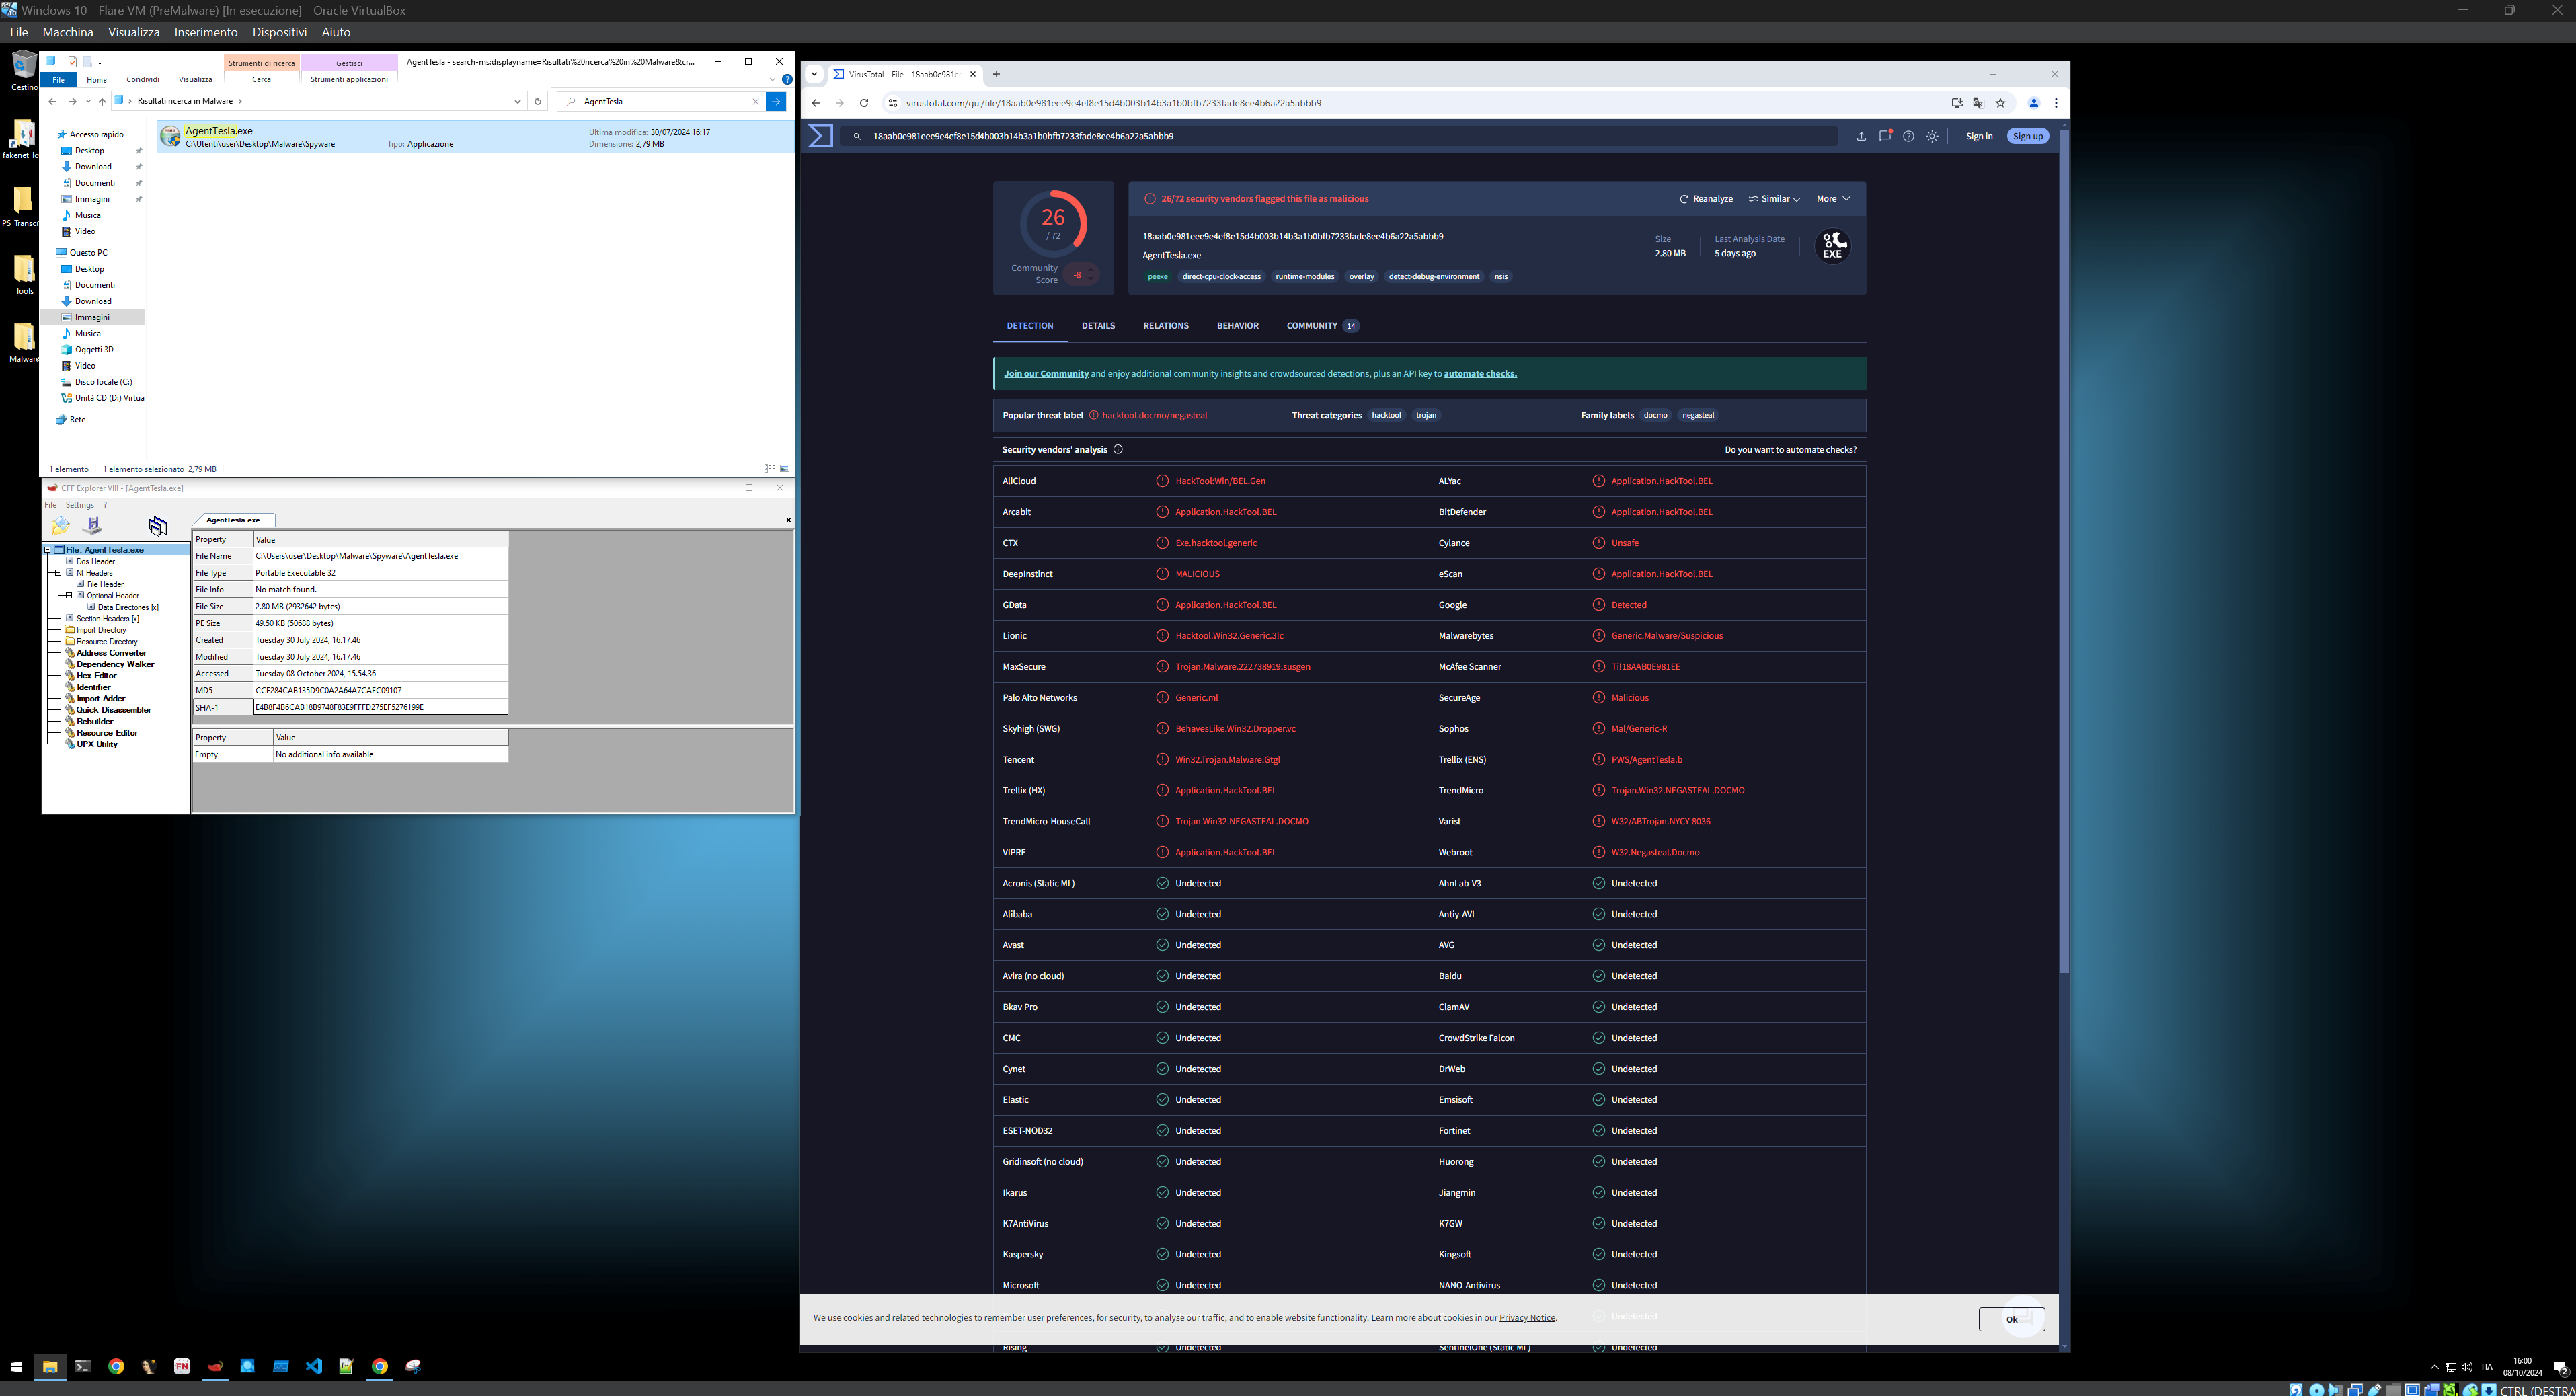 Windows 10 - Flare VM (PreMalware) [In esecuzione] - Oracle VirtualBox
File Macchina Visualizza Inserimento Dispositivi Aiuto
Cestino
PS_Transcr
Tools
Malware
Strumenti di ricerca Gestisci AgentTesla - search-ms:displayname=Risultati%20ricerca%20in%20Malware&cr...
File Home Condividi Visualizza Cerca Strumenti applicazioni
Risultati ricerca in Malware
AgentTesla
Accesso rapido
Desktop
Download
Documenti
Immagini
Musica
Video
Questo PC
Desktop
Documenti
Download
Immagini
Musica
Oggetti 3D
Video
Disco locale (C:)
Unità CD (D:) Virtua
Rete
AgentTesla.exe Ultima modifica: 30/07/2024 16:17
C:\Utenti\user\Desktop\Malware\Spyware Tipo: Applicazione Dimensione: 2,79 MB
1 elemento 1 elemento selezionato 2,79 MB
CFF Explorer VIII - [AgentTesla.exe]
File Settings ?
AgentTesla.exe
File: AgentTesla.exe
Dos Header
Nt Headers
File Header
Optional Header
Data Directories [x]
Section Headers [x]
Import Directory
Resource Directory
Address Converter
Dependency Walker
Hex Editor
Identifier
Import Adder
Quick Disassembler
Rebuilder
Resource Editor
UPX Utility
Property Value
File Name C:\Users\user\Desktop\Malware\Spyware\AgentTesla.exe
File Type Portable Executable 32
File Info No match found.
File Size 2.80 MB (2932642 bytes)
PE Size 49.50 KB (50688 bytes)
Created Tuesday 30 July 2024, 16.17.46
Modified Tuesday 30 July 2024, 16.17.46
Accessed Tuesday 08 October 2024, 15.54.36
MD5 CCE284CAB135D9C0A2A64A7CAEC09107
SHA-1 E4B8F4B6CAB18B9748F83E9FFFD275EF5276199E
Property Value
Empty No additional info available
VirusTotal - File - 18aab0e981e
virustotal.com/gui/file/18aab0e981eee9e4ef8e15d4b003b14b3a1b0bfb7233fade8ee4b6a22a5abbb9
18aab0e981eee9e4ef8e15d4b003b14b3a1b0bfb7233fade8ee4b6a22a5abbb9
Sign in Sign up
26
/ 72
Community Score -8
26/72 security vendors flagged this file as malicious
Reanalyze Similar More
18aab0e981eee9e4ef8e15d4b003b14b3a1b0bfb7233fade8ee4b6a22a5abbb9
AgentTesla.exe
Size
2.80 MB
Last Analysis Date
5 days ago
EXE
peexe direct-cpu-clock-access runtime-modules overlay detect-debug-environment nsis
DETECTION DETAILS RELATIONS BEHAVIOR COMMUNITY 14
Join our Community and enjoy additional community insights and crowdsourced detections, plus an API key to automate checks.
Popular threat label hacktool.docmo/negasteal Threat categories hacktool trojan Family labels docmo negasteal
Security vendors' analysis Do you want to automate checks?
AliCloud HackTool:Win/BEL.Gen ALYac Application.HackTool.BEL
Arcabit Application.HackTool.BEL BitDefender Application.HackTool.BEL
CTX Exe.hacktool.generic Cylance Unsafe
DeepInstinct MALICIOUS eScan Application.HackTool.BEL
GData Application.HackTool.BEL Google Detected
Lionic Hacktool.Win32.Generic.3!c Malwarebytes Generic.Malware/Suspicious
MaxSecure Trojan.Malware.222738919.susgen McAfee Scanner Ti!18AAB0E981EE
Palo Alto Networks Generic.ml SecureAge Malicious
Skyhigh (SWG) BehavesLike.Win32.Dropper.vc Sophos Mal/Generic-R
Tencent Win32.Trojan.Malware.Gtgl Trellix (ENS) PWS/AgentTesla.b
Trellix (HX) Application.HackTool.BEL TrendMicro Trojan.Win32.NEGASTEAL.DOCMO
TrendMicro-HouseCall Trojan.Win32.NEGASTEAL.DOCMO Varist W32/ABTrojan.NYCY-8036
VIPRE Application.HackTool.BEL Webroot W32.Negasteal.Docmo
Acronis (Static ML) Undetected AhnLab-V3 Undetected
Alibaba Undetected Antiy-AVL Undetected
Avast Undetected AVG Undetected
Avira (no cloud) Undetected Baidu Undetected
Bkav Pro Undetected ClamAV Undetected
CMC Undetected CrowdStrike Falcon Undetected
Cynet Undetected DrWeb Undetected
Elastic Undetected Emsisoft Undetected
ESET-NOD32 Undetected Fortinet Undetected
Gridinsoft (no cloud) Undetected Huorong Undetected
Ikarus Undetected Jiangmin Undetected
K7AntiVirus Undetected K7GW Undetected
Kaspersky Undetected Kingsoft Undetected
Microsoft Undetected NANO-Antivirus Undetected
We use cookies and related technologies to remember user preferences, for security, to analyse our traffic, and to enable website functionality. Learn more about cookies in our Privacy Notice.
Ok
Rising Undetected SentinelOne (Static ML) Undetected
FN
ITA
16:00
08/10/2024
CTRL (DESTRA